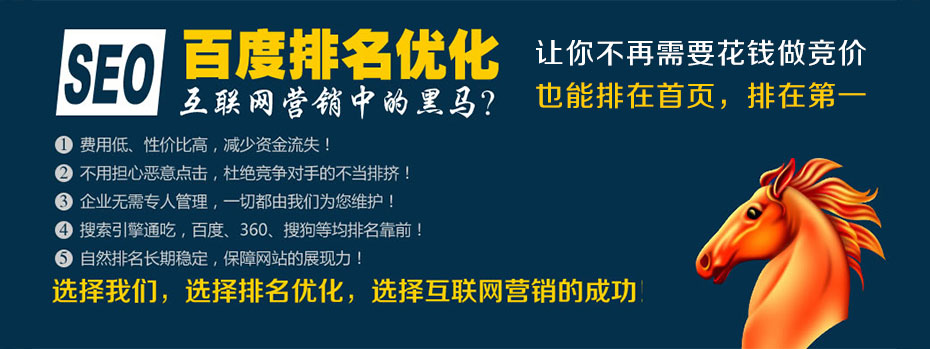 SEO
百度排名优化
互联网营销中的黑马?
让你不再需要花钱做竞价
也能排在首页，排在第一
1 费用低、性价比高，减少资金流失！
2 不用担心恶意点击，杜绝竞争对手的不当排挤！
3 企业无需专人管理，一切都由我们为您维护！
4 搜索引擎通吃，百度、360、搜狗等均排名靠前！
5 自然排名长期稳定，保障网站的展现力！
选择我们，选择排名优化，选择互联网营销的成功!